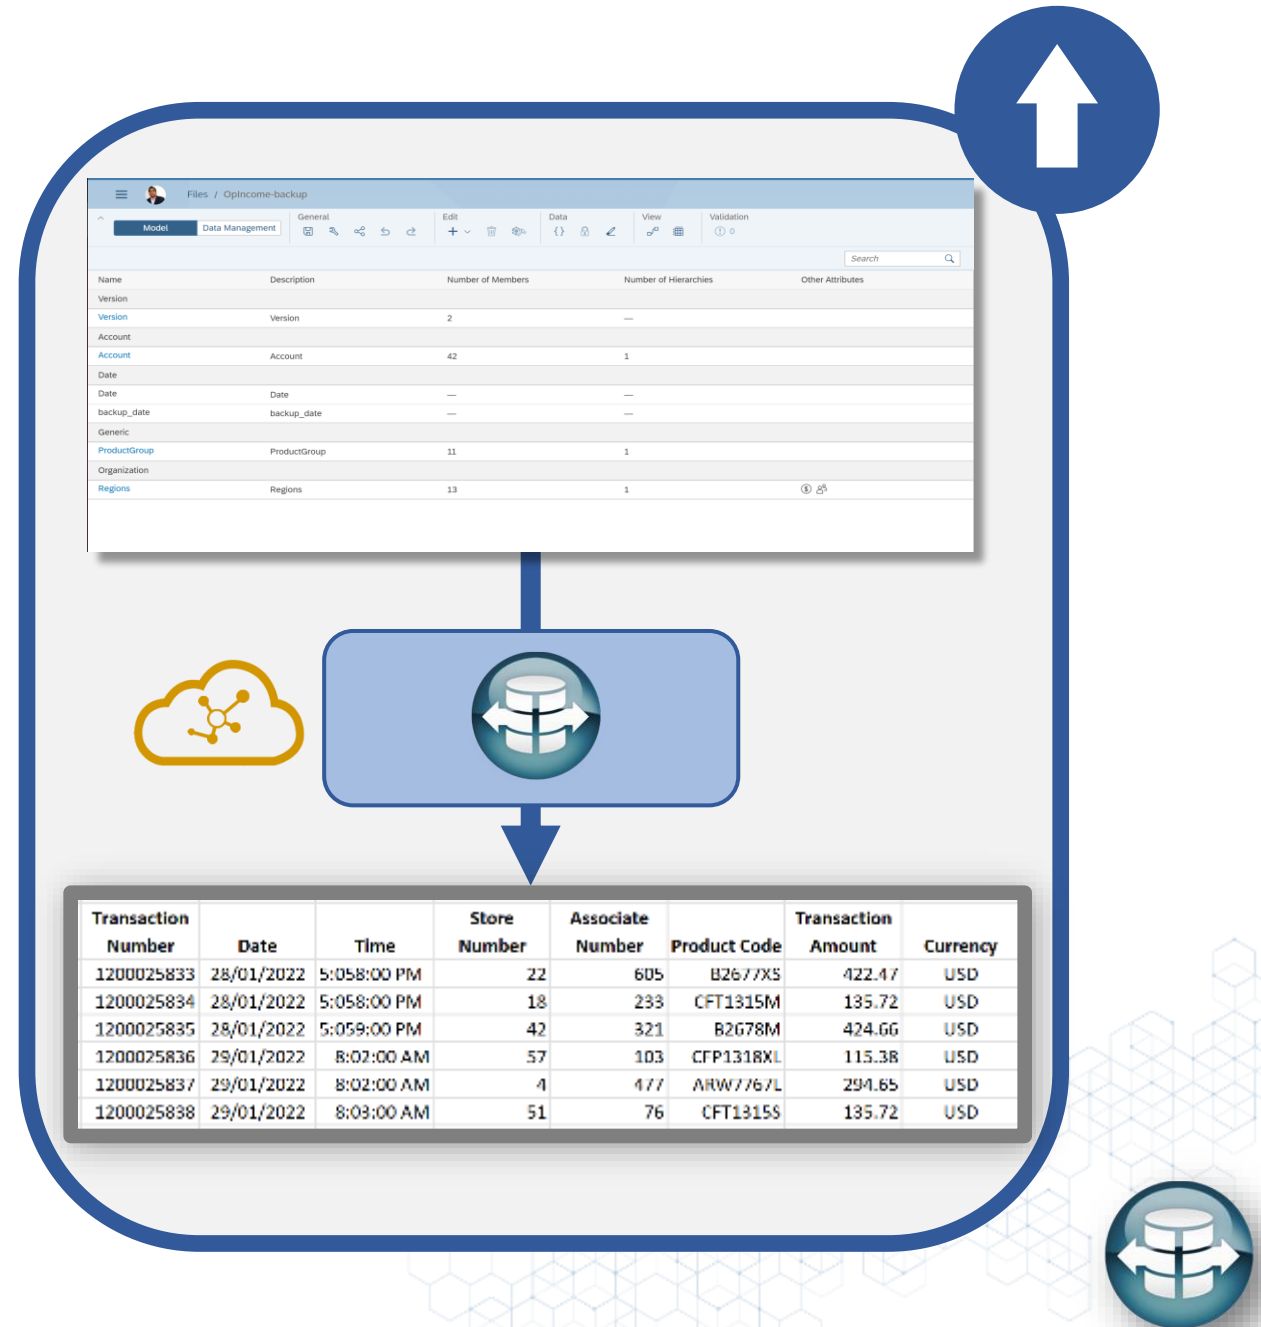 Files / OpIncome-backup
General Edit Data View Validation
Model Data Management 0
Search
Name Description Number of Members Number of Hierarchies Other Attributes
Version
Version Version 2 —
Account
Account Account 42 1
Date
Date Date — —
backup_date backup_date — —
Generic
ProductGroup ProductGroup 11 1
Organization
Regions Regions 13 1
Transaction Store Associate Transaction
Number Date Time Number Number Product Code Amount Currency
1200025833 28/01/2022 5:058:00 PM 22 605 B2677XS 422.47 USD
1200025834 28/01/2022 5:058:00 PM 18 233 CFT1315M 135.72 USD
1200025835 28/01/2022 5:059:00 PM 42 321 B2678M 424.66 USD
1200025836 29/01/2022 8:02:00 AM 57 103 CFP1318XL 115.38 USD
1200025837 29/01/2022 8:02:00 AM 4 477 ARW7767L 294.65 USD
1200025838 29/01/2022 8:03:00 AM 51 76 CFT1315S 135.72 USD